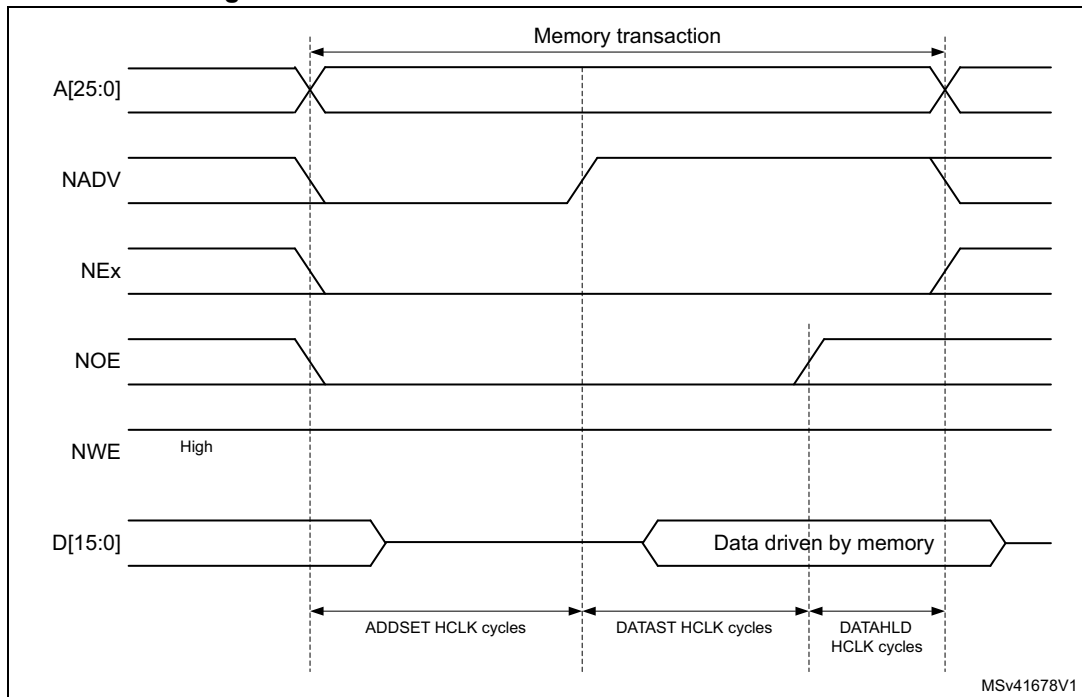 Memory transaction
A[25:0]
NADV
NEx
NOE
NWE
High
D[15:0]
Data driven by memory
ADDSET HCLK cycles
DATAST HCLK cycles
DATAHLD
HCLK cycles
MSv41678V1